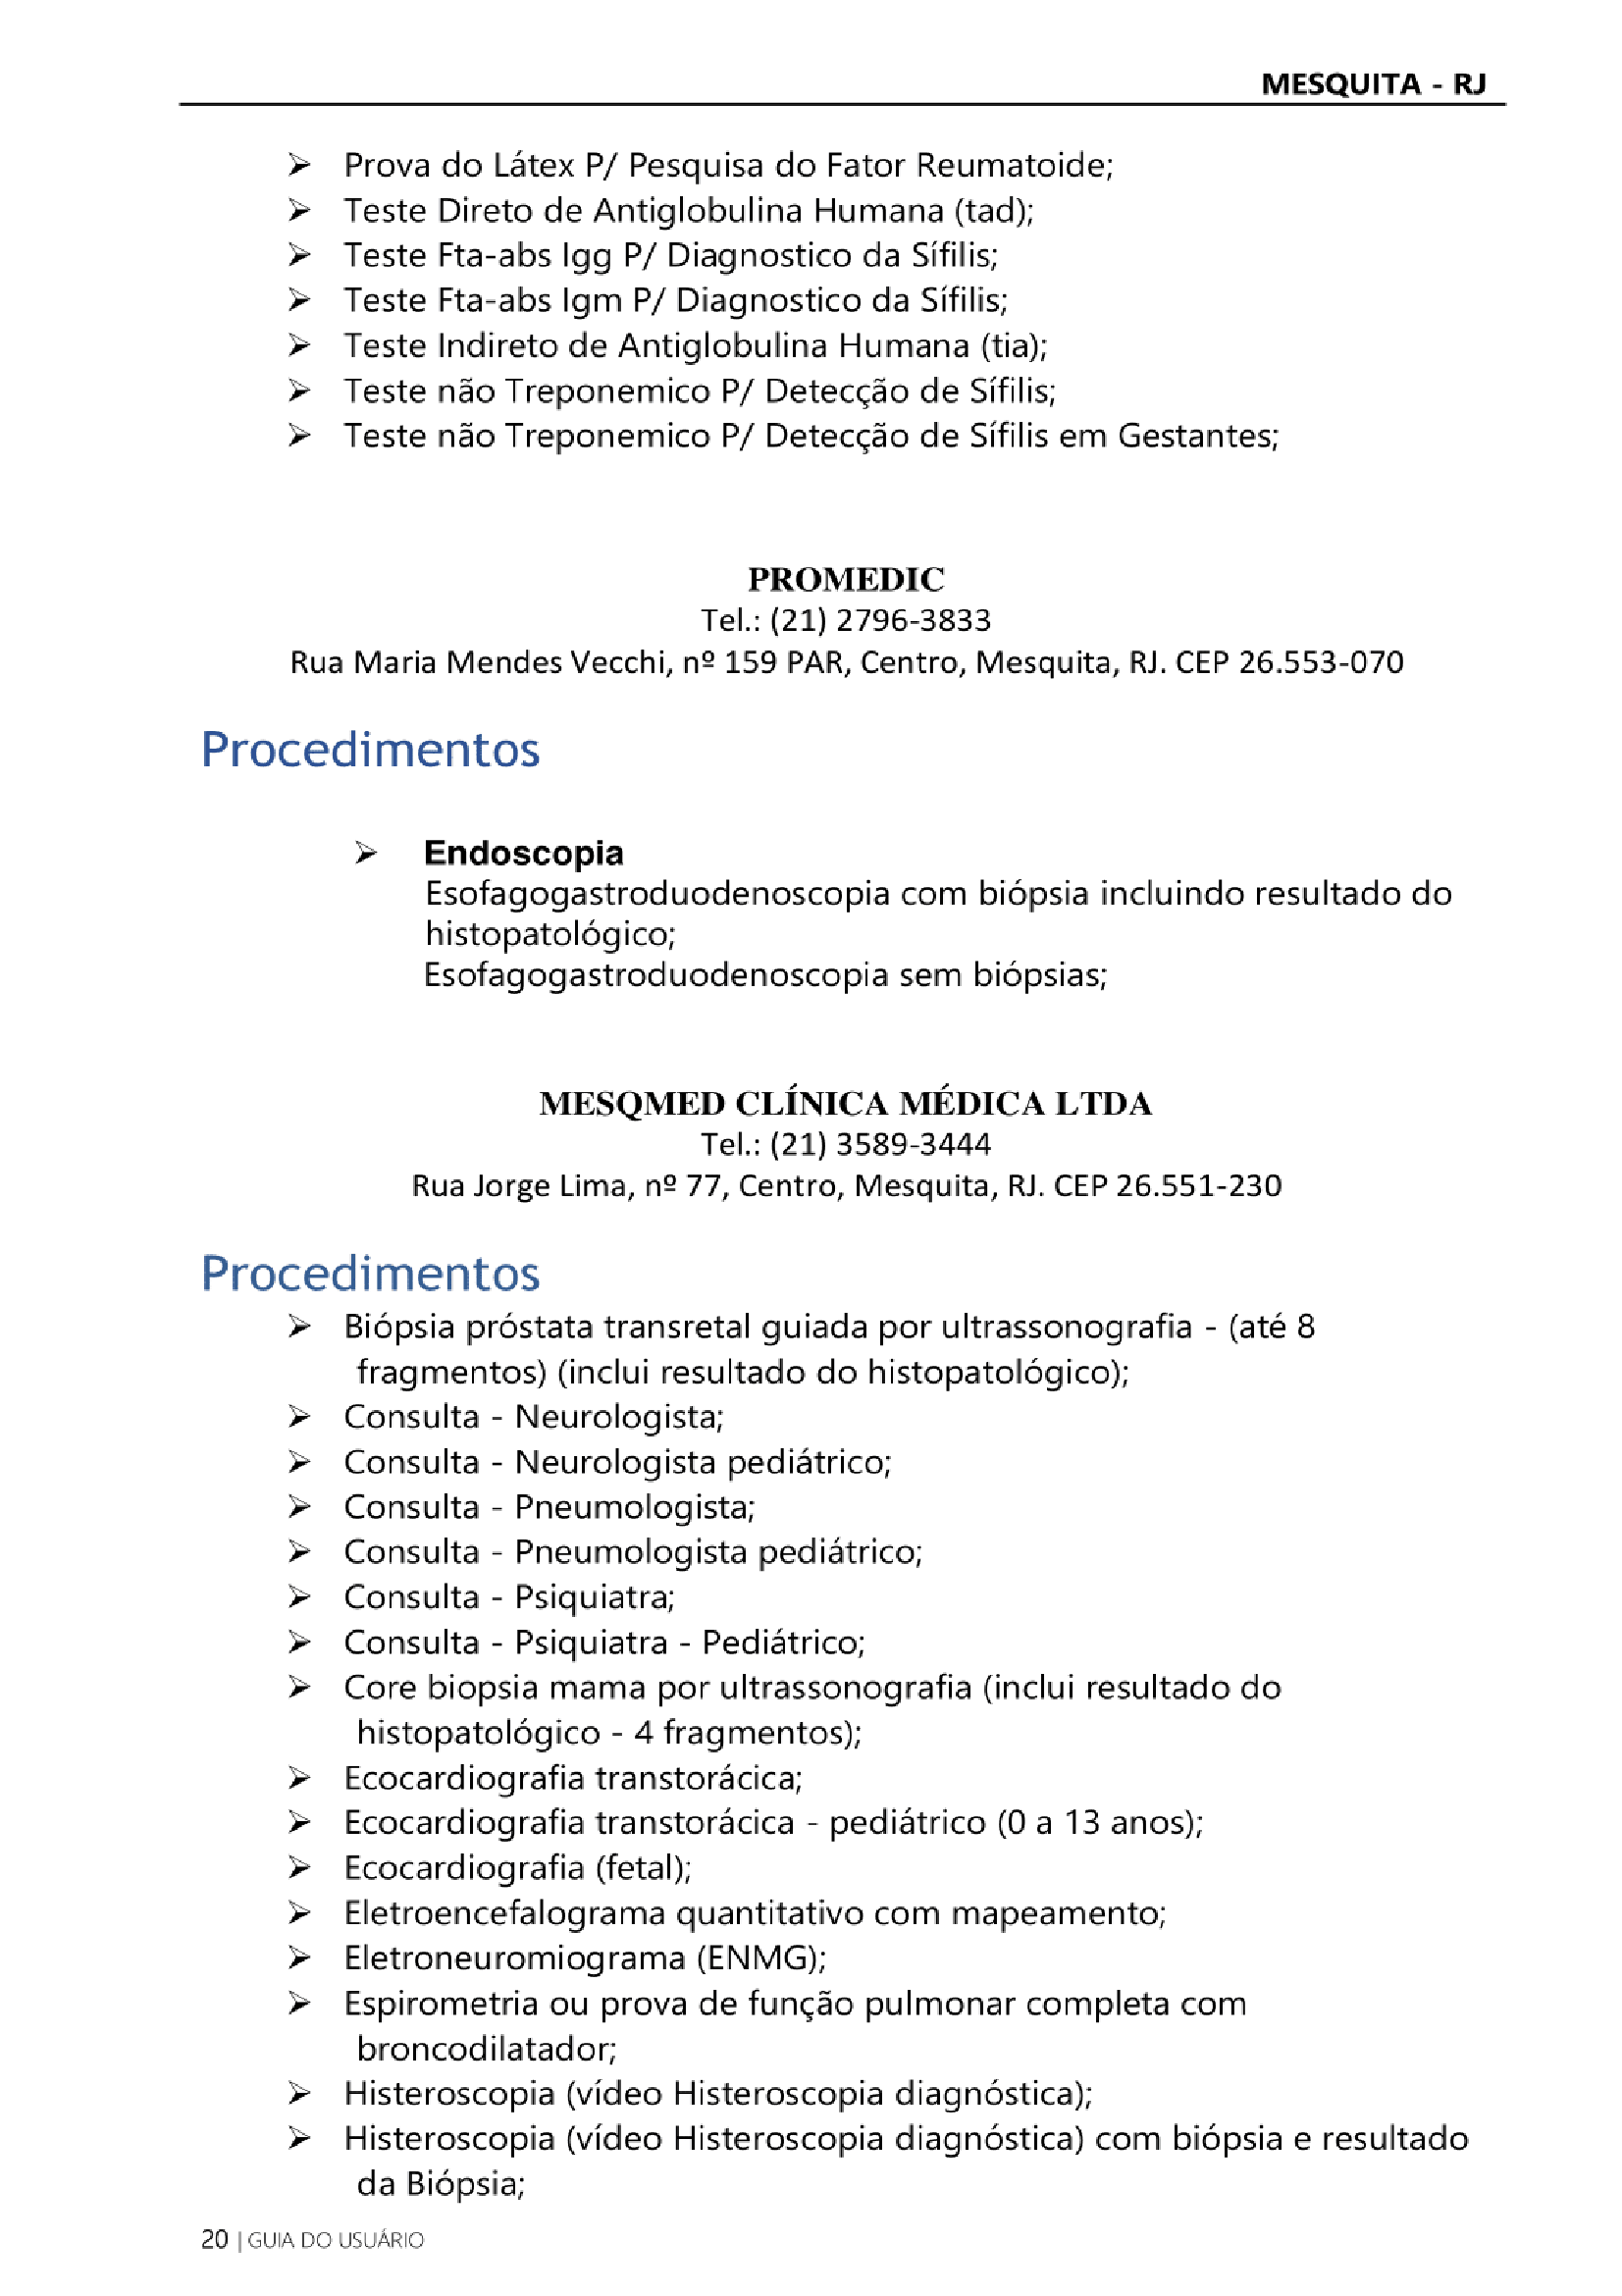 MESQUITA - RJ
➢ Prova do Látex P/ Pesquisa do Fator Reumatoide;
➢ Teste Direto de Antiglobulina Humana (tad);
➢ Teste Fta-abs Igg P/ Diagnostico da Sífilis;
➢ Teste Fta-abs Igm P/ Diagnostico da Sífilis;
➢ Teste Indireto de Antiglobulina Humana (tia);
➢ Teste não Treponemico P/ Detecção de Sífilis;
➢ Teste não Treponemico P/ Detecção de Sífilis em Gestantes;
PROMEDIC
Tel.: (21) 2796-3833
Rua Maria Mendes Vecchi, nº 159 PAR, Centro, Mesquita, RJ. CEP 26.553-070
Procedimentos
➢ Endoscopia
Esofagogastroduodenoscopia com biópsia incluindo resultado do
histopatológico;
Esofagogastroduodenoscopia sem biópsias;
MESQMED CLÍNICA MÉDICA LTDA
Tel.: (21) 3589-3444
Rua Jorge Lima, nº 77, Centro, Mesquita, RJ. CEP 26.551-230
Procedimentos
➢ Biópsia próstata transretal guiada por ultrassonografia - (até 8
fragmentos) (inclui resultado do histopatológico);
➢ Consulta - Neurologista;
➢ Consulta - Neurologista pediátrico;
➢ Consulta - Pneumologista;
➢ Consulta - Pneumologista pediátrico;
➢ Consulta - Psiquiatra;
➢ Consulta - Psiquiatra - Pediátrico;
➢ Core biopsia mama por ultrassonografia (inclui resultado do
histopatológico - 4 fragmentos);
➢ Ecocardiografia transtorácica;
➢ Ecocardiografia transtorácica - pediátrico (0 a 13 anos);
➢ Ecocardiografia (fetal);
➢ Eletroencefalograma quantitativo com mapeamento;
➢ Eletroneuromiograma (ENMG);
➢ Espirometria ou prova de função pulmonar completa com
broncodilatador;
➢ Histeroscopia (vídeo Histeroscopia diagnóstica);
➢ Histeroscopia (vídeo Histeroscopia diagnóstica) com biópsia e resultado
da Biópsia;
20 | GUIA DO USUÁRIO